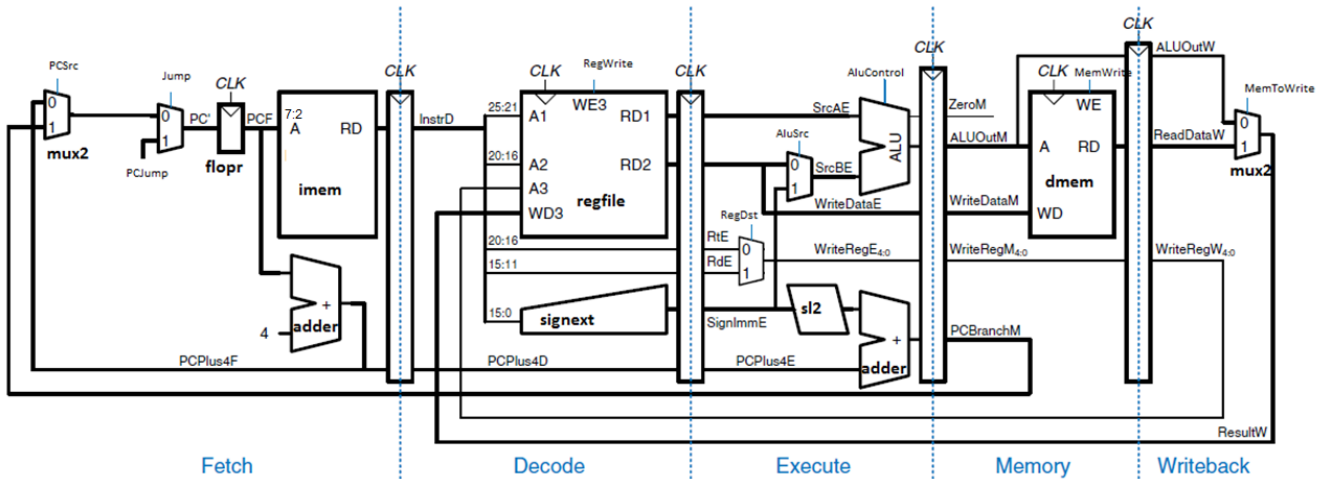 PCSrc
0
1
mux2
Jump
0
1
PCJump
PC'
CLK
flopr
PCF
7:2
A
RD
imem
4
+
adder
PCPlus4F
CLK
InstrD
25:21
20:16
20:16
15:11
15:0
CLK
RegWrite
WE3
A1
RD1
A2
RD2
A3
regfile
WD3
signext
PCPlus4D
CLK
SrcAE
AluSrc
0
1
SrcBE
AluControl
ALU
WriteDataE
RegDst
RtE
0
RdE
1
WriteRegE4:0
SignImmE
sl2
+
adder
PCPlus4E
CLK
ZeroM
ALUOutM
WriteDataM
WriteRegM4:0
PCBranchM
CLK
MemWrite
WE
A
RD
dmem
WD
CLK
ALUOutW
ReadDataW
WriteRegW4:0
MemToWrite
0
1
mux2
ResultW
Fetch
Decode
Execute
Memory
Writeback